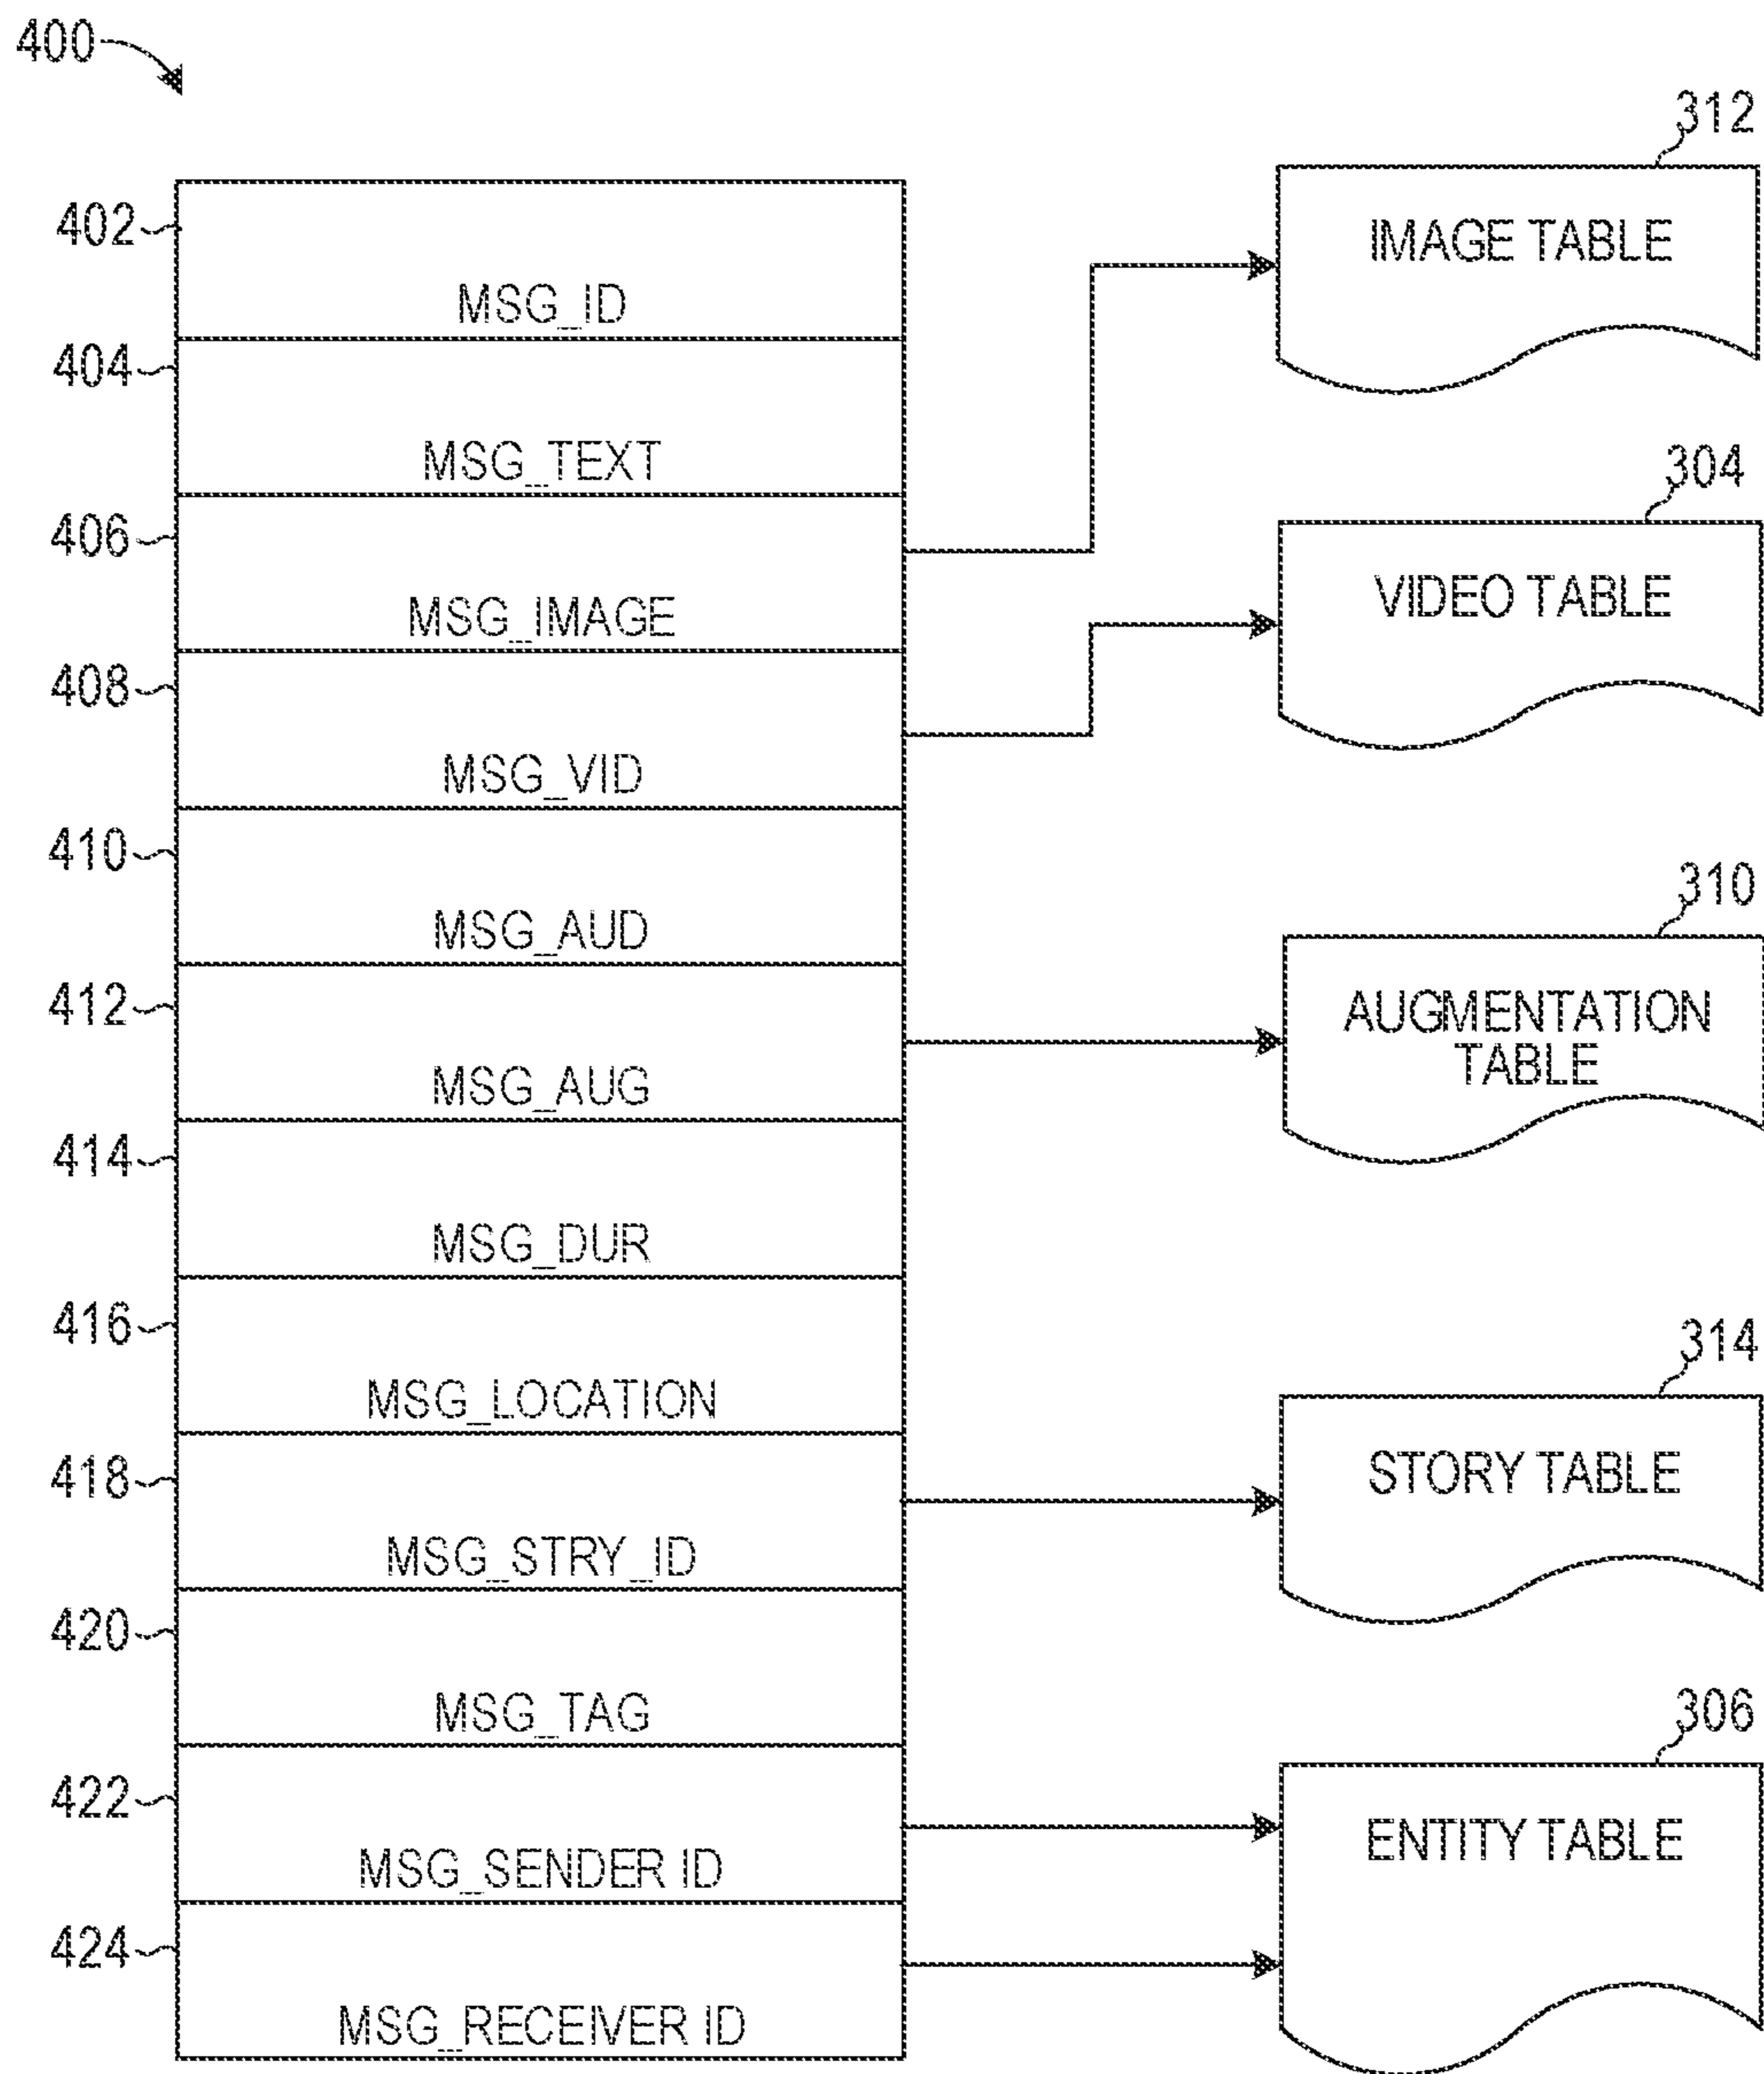 400
402
MSG_ID
404
MSG_TEXT
406
MSG_IMAGE
408
MSG_VID
410
MSG_AUD
412
MSG_AUG
414
MSG_DUR
416
MSG_LOCATION
418
MSG_STRY_ID
420
MSG_TAG
422
MSG_SENDER ID
424
MSG_RECEIVER ID
312
IMAGE TABLE
304
VIDEO TABLE
310
AUGMENTATION
TABLE
314
STORY TABLE
306
ENTITY TABLE